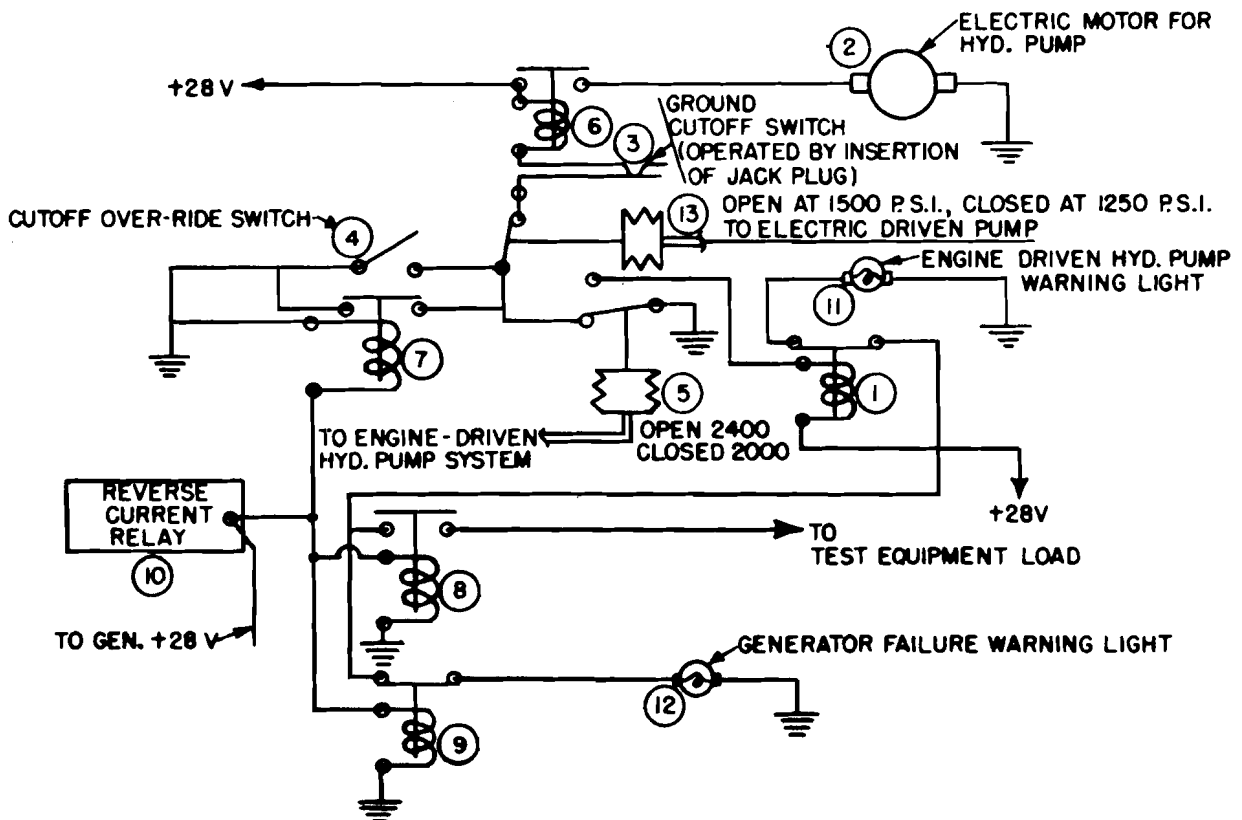 ELECTRIC MOTOR FOR
HYD. PUMP
2
+28 V
6
GROUND
CUTOFF SWITCH
(OPERATED BY INSERTION
OF JACK PLUG)
3
13
OPEN AT 1500 P.S.I., CLOSED AT 1250 P.S.I.
TO ELECTRIC DRIVEN PUMP
CUTOFF OVER-RIDE SWITCH
4
ENGINE DRIVEN HYD. PUMP
WARNING LIGHT
11
7
1
5
OPEN 2400
CLOSED 2000
TO ENGINE-DRIVEN
HYD. PUMP SYSTEM
REVERSE
CURRENT
RELAY
10
+28V
TO
TEST EQUIPMENT LOAD
8
TO GEN. +28 V
GENERATOR FAILURE WARNING LIGHT
12
9